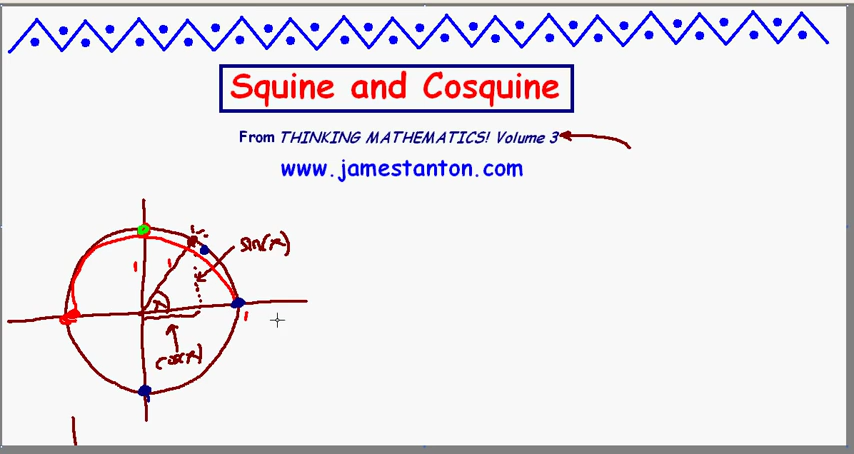 Squine and Cosquine
From THINKING MATHEMATICS! Volume 3
www.jamestanton.com
sin(x)
1 1
x
1
cos(x)